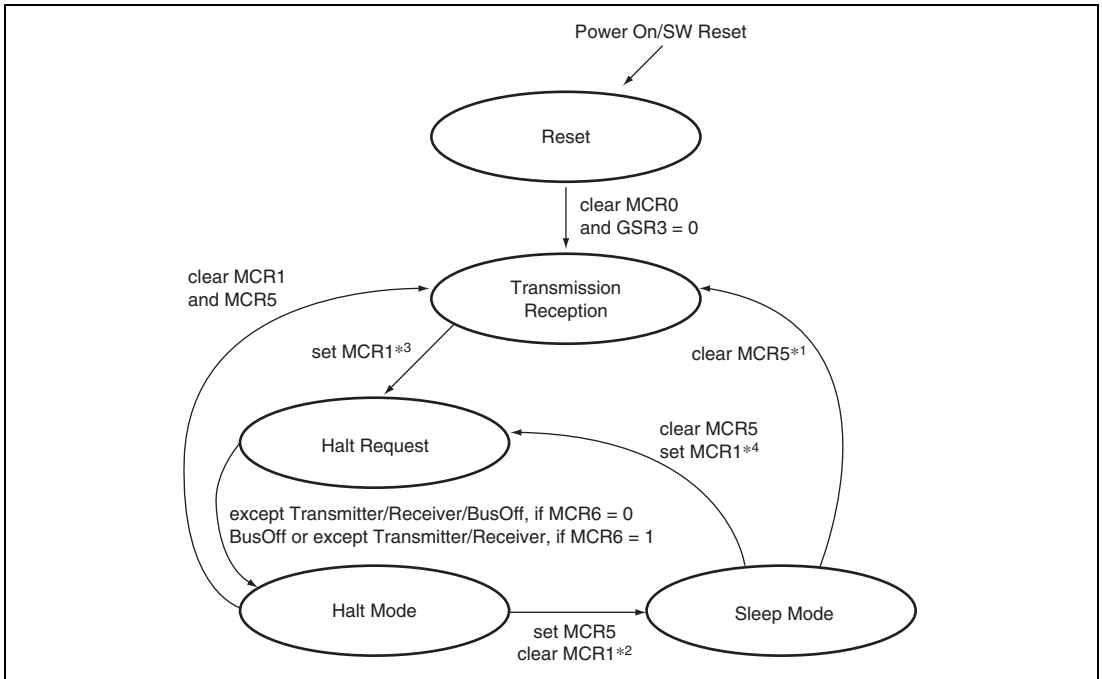 Power On/SW Reset
Reset
clear MCR0
and GSR3 = 0
clear MCR1
and MCR5
Transmission
Reception
set MCR1*3
clear MCR5*1
Halt Request
clear MCR5
set MCR1*4
except Transmitter/Receiver/BusOff, if MCR6 = 0
BusOff or except Transmitter/Receiver, if MCR6 = 1
Halt Mode
Sleep Mode
set MCR5
clear MCR1*2